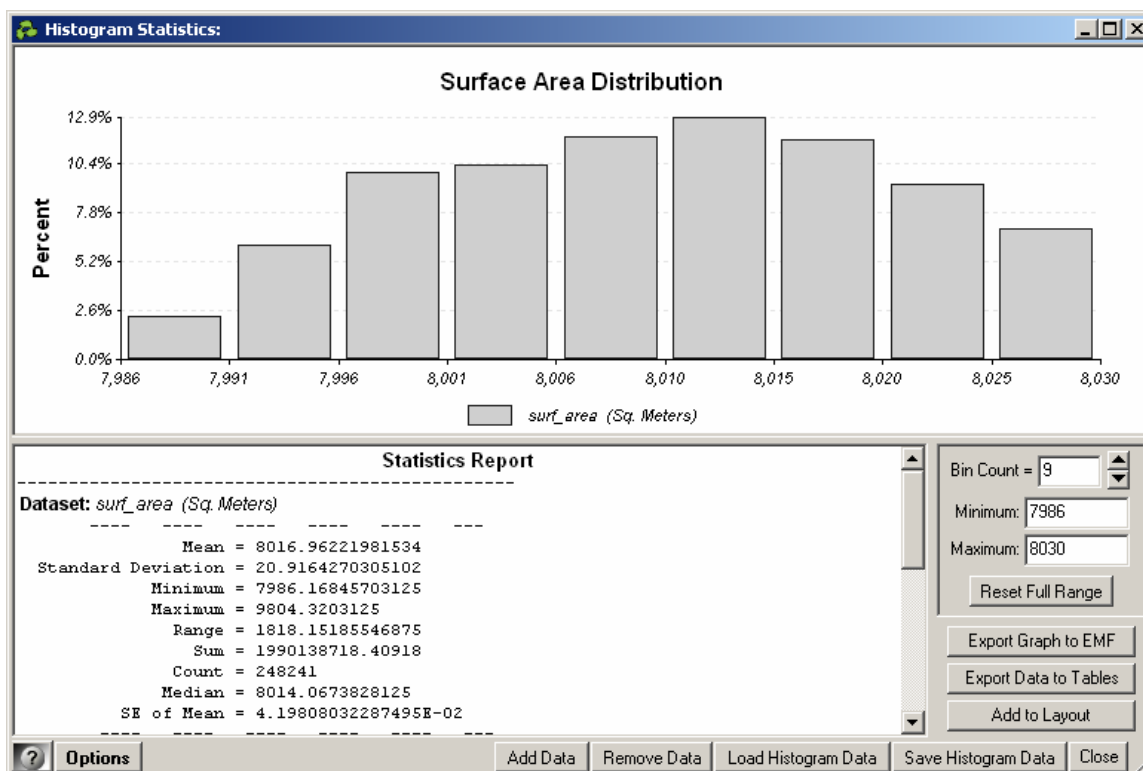 Histogram Statistics:
Surface Area Distribution
Percent
12.9%
10.4%
7.8%
5.2%
2.6%
0.0%
7,986 7,991 7,996 8,001 8,006 8,010 8,015 8,020 8,025 8,030
surf_area (Sq. Meters)
Statistics Report
------------------------------------------------
Dataset: surf_area (Sq. Meters)
---- ---- ---- ---- ---- ---
Mean = 8016.96221981534
Standard Deviation = 20.9164270305102
Minimum = 7986.16845703125
Maximum = 9804.3203125
Range = 1818.15185546875
Sum = 1990138718.40918
Count = 248241
Median = 8014.0673828125
SE of Mean = 4.19808032287495E-02
---- ---- ---- ---- ---- ---
Bin Count = 9
Minimum: 7986
Maximum: 8030
Reset Full Range
Export Graph to EMF
Export Data to Tables
Add to Layout
? Options Add Data Remove Data Load Histogram Data Save Histogram Data Close